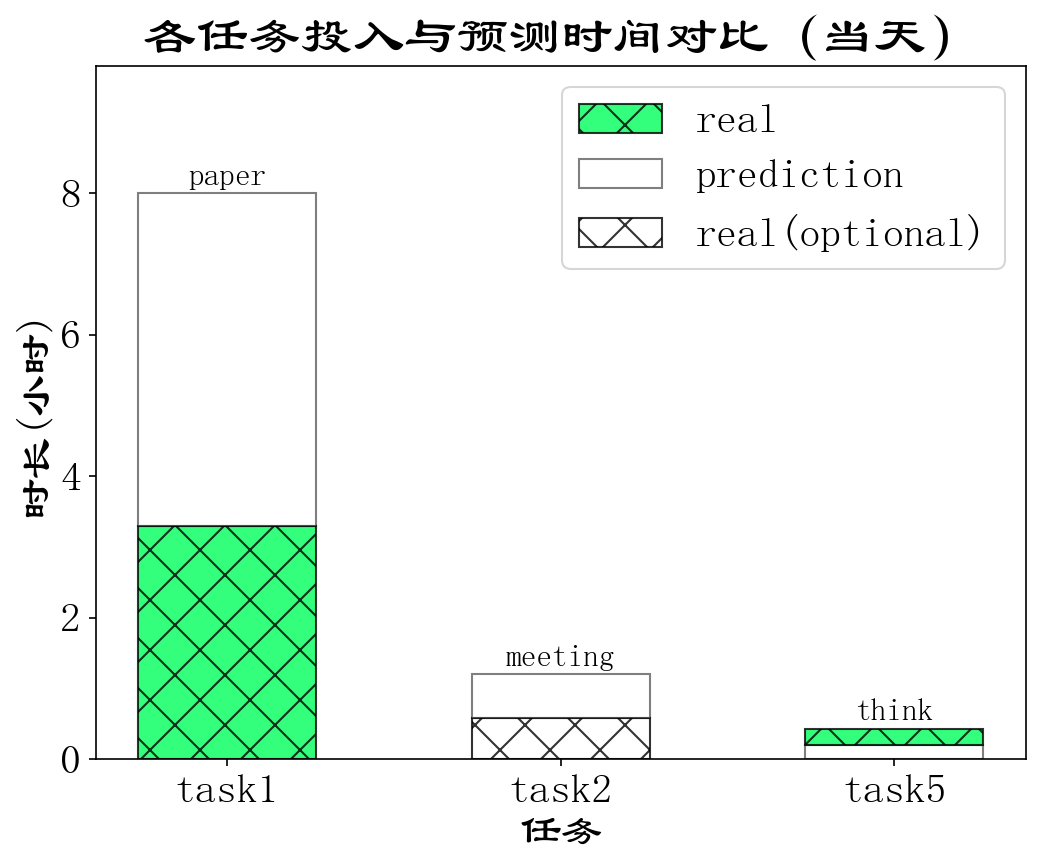 各任务投入与预测时间对比 (当天)
real
prediction
real(optional)
paper
meeting
think
时长(小时)
8
6
4
2
0
task1
task2
task5
任务